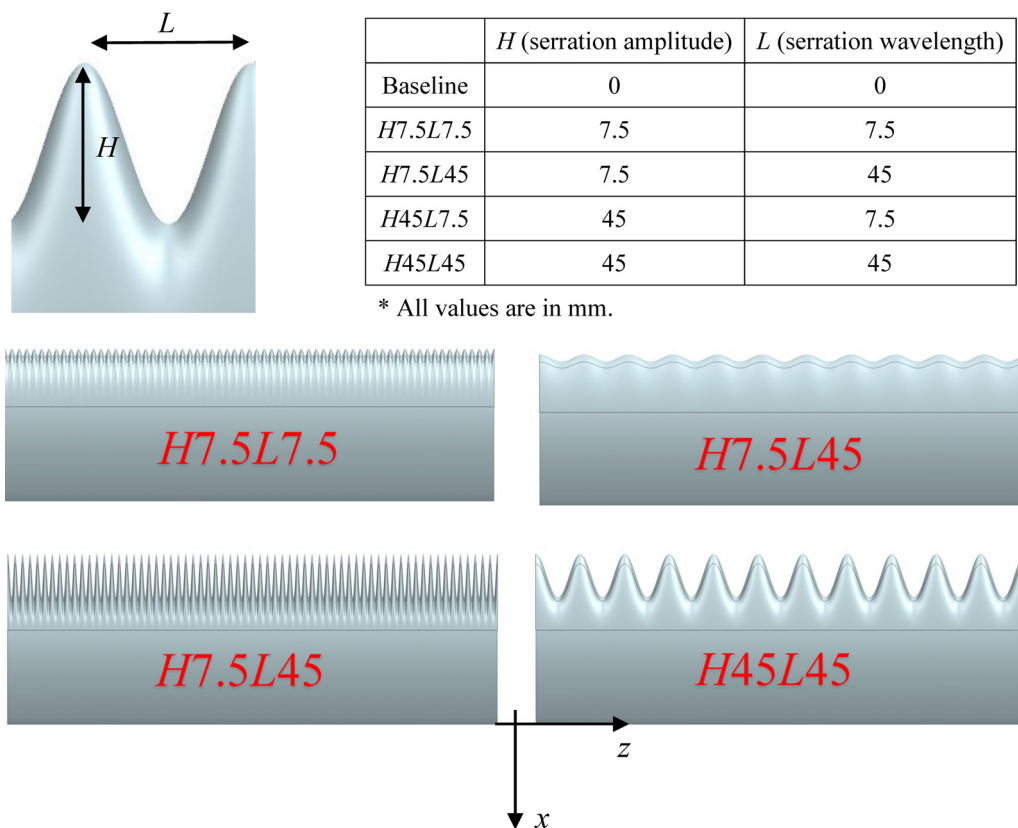 L
H
H (serration amplitude) L (serration wavelength)
Baseline 0 0
H7.5L7.5 7.5 7.5
H7.5L45 7.5 45
H45L7.5 45 7.5
H45L45 45 45
* All values are in mm.
H7.5L7.5
H7.5L45
H7.5L45
H45L45
z
x